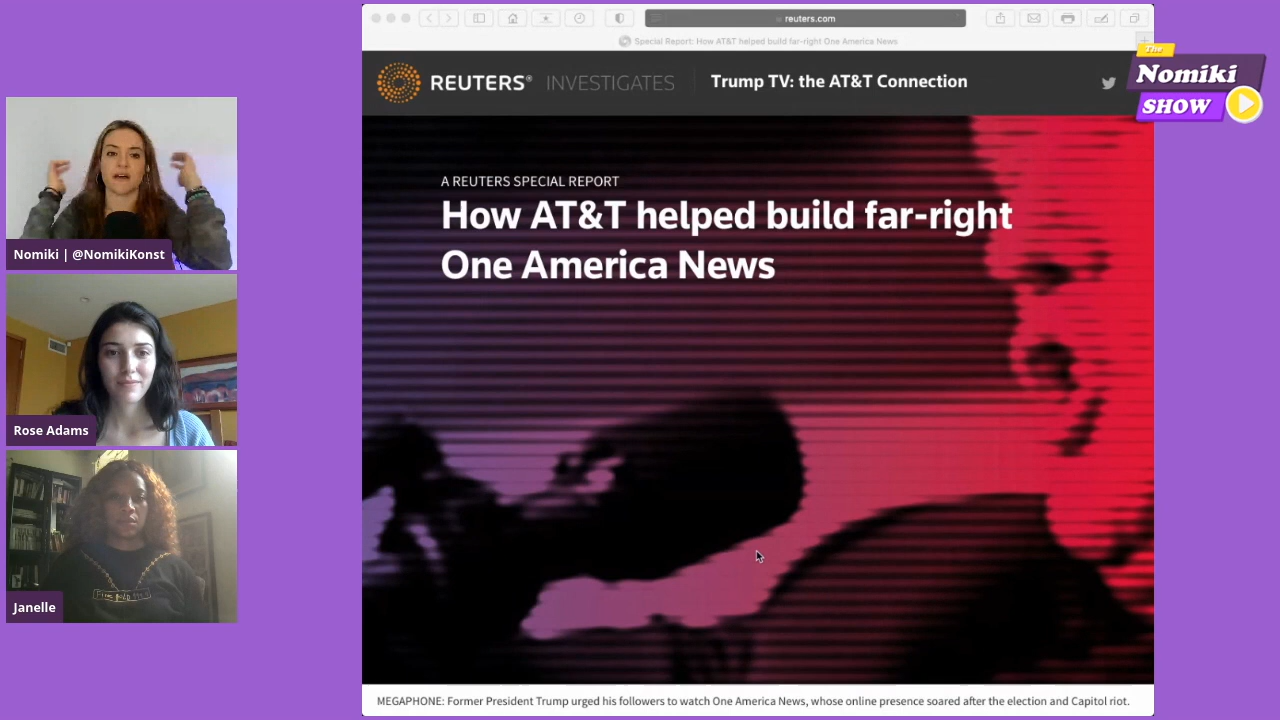 reuters.com
Special Report: How AT&T helped build far-right One America News
REUTERS® INVESTIGATES
Trump TV: the AT&T Connection
The
Nomiki
SHOW
A REUTERS SPECIAL REPORT
How AT&T helped build far-right
One America News
Nomiki | @NomikiKonst
Rose Adams
Janelle
MEGAPHONE: Former President Trump urged his followers to watch One America News, whose online presence soared after the election and Capitol riot.